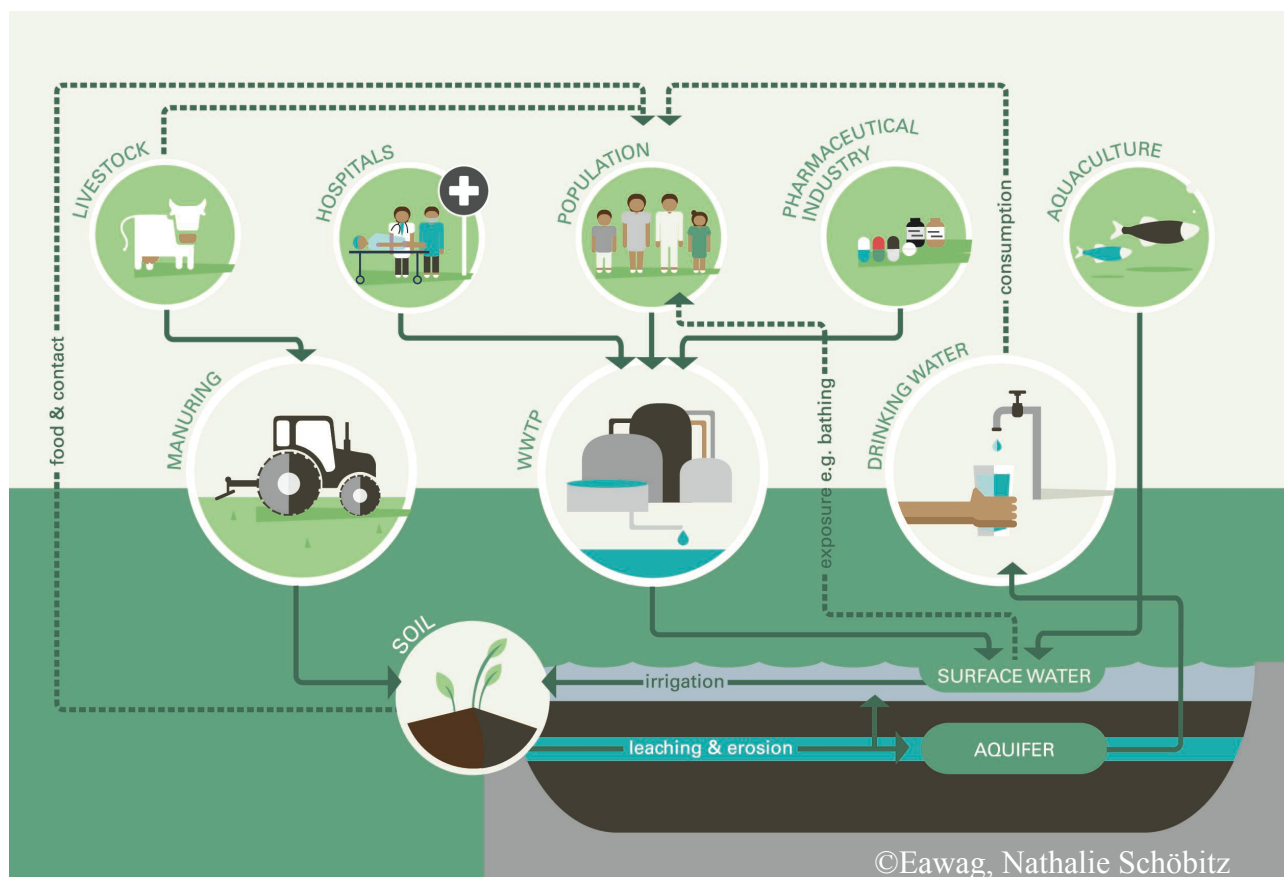 LIVESTOCK
HOSPITALS
POPULATION
PHARMACEUTICAL
INDUSTRY
AQUACULTURE
food & contact
MANURING
WWTP
exposure e.g. bathing
DRINKING WATER
consumption
SOIL
irrigation
SURFACE WATER
leaching & erosion
AQUIFER
©Eawag, Nathalie Schöbitz